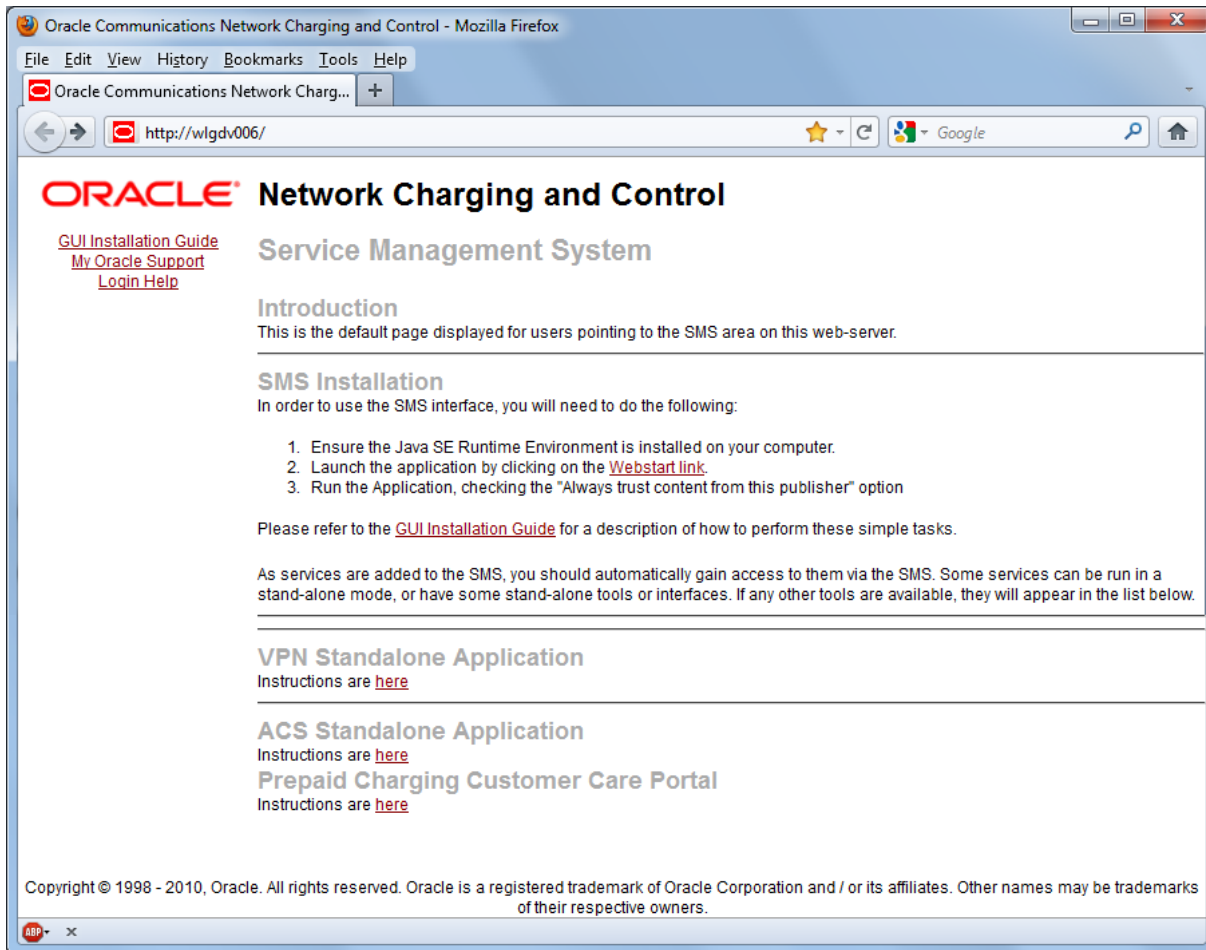 Oracle Communications Network Charging and Control - Mozilla Firefox
File Edit View History Bookmarks Tools Help
Oracle Communications Network Charg...
http://wlgdv006/
Google
ORACLE
Network Charging and Control
GUI Installation Guide
My Oracle Support
Login Help
Service Management System
Introduction
This is the default page displayed for users pointing to the SMS area on this web-server.
SMS Installation
In order to use the SMS interface, you will need to do the following:
1. Ensure the Java SE Runtime Environment is installed on your computer.
2. Launch the application by clicking on the Webstart link.
3. Run the Application, checking the "Always trust content from this publisher" option
Please refer to the GUI Installation Guide for a description of how to perform these simple tasks.
As services are added to the SMS, you should automatically gain access to them via the SMS. Some services can be run in a
stand-alone mode, or have some stand-alone tools or interfaces. If any other tools are available, they will appear in the list below.
VPN Standalone Application
Instructions are here
ACS Standalone Application
Instructions are here
Prepaid Charging Customer Care Portal
Instructions are here
Copyright © 1998 - 2010, Oracle. All rights reserved. Oracle is a registered trademark of Oracle Corporation and / or its affiliates. Other names may be trademarks
of their respective owners.
ABP